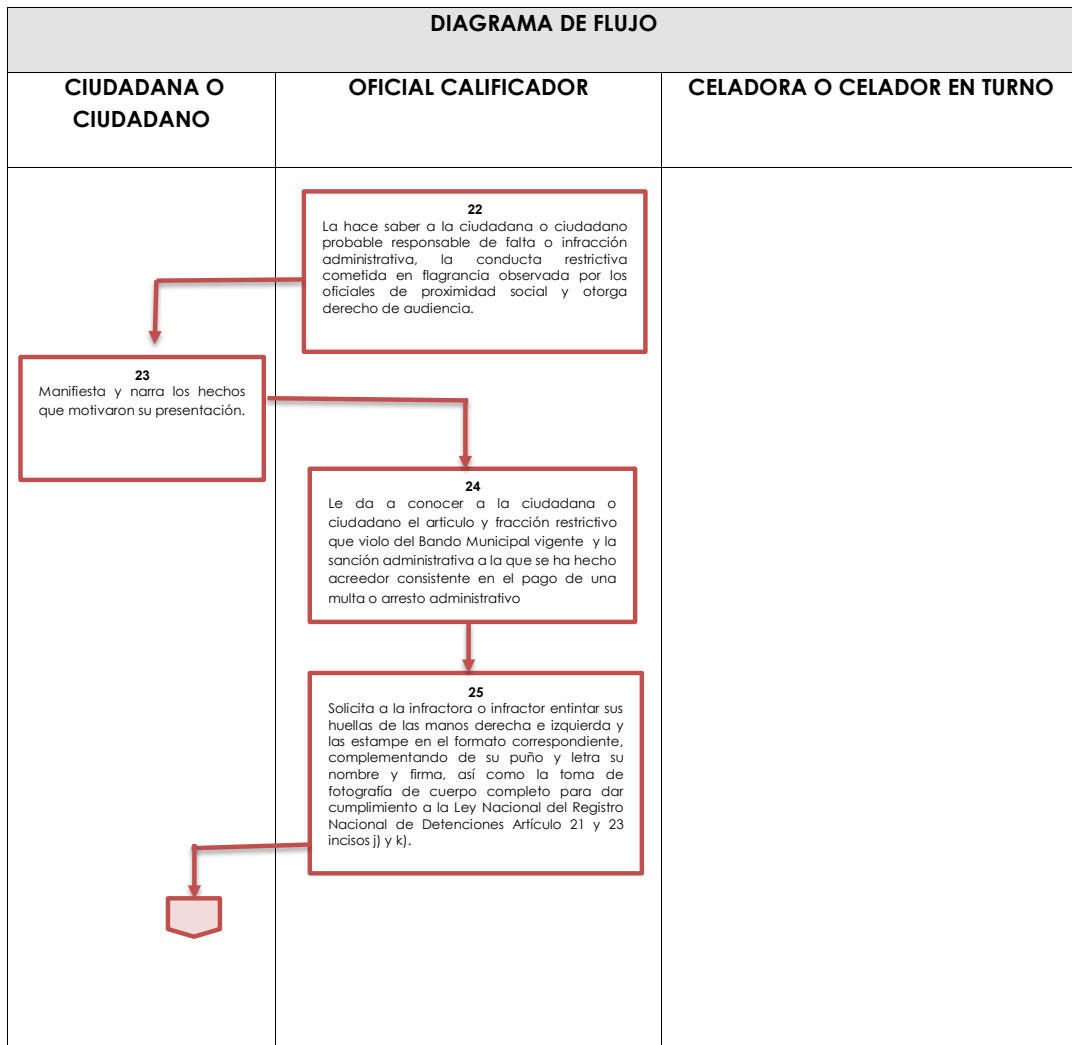 DIAGRAMA DE FLUJO
CIUDADANA O
CIUDADANO
OFICIAL CALIFICADOR
CELADORA O CELADOR EN TURNO
22
La hace saber a la ciudadana o ciudadano
probable responsable de falta o infracción
administrativa, la conducta restrictiva
cometida en flagrancia observada por los
oficiales de proximidad social y otorga
derecho de audiencia.
23
Manifiesta y narra los hechos
que motivaron su presentación.
24
Le da a conocer a la ciudadana o
ciudadano el articulo y fracción restrictivo
que violo del Bando Municipal vigente y la
sanción administrativa a la que se ha hecho
acreedor consistente en el pago de una
multa o arresto administrativo
25
Solicita a la infractora o infractor entintar sus
huellas de las manos derecha e izquierda y
las estampe en el formato correspondiente,
complementando de su puño y letra su
nombre y firma, así como la toma de
fotografía de cuerpo completo para dar
cumplimiento a la Ley Nacional del Registro
Nacional de Detenciones Artículo 21 y 23
incisos j) y k).